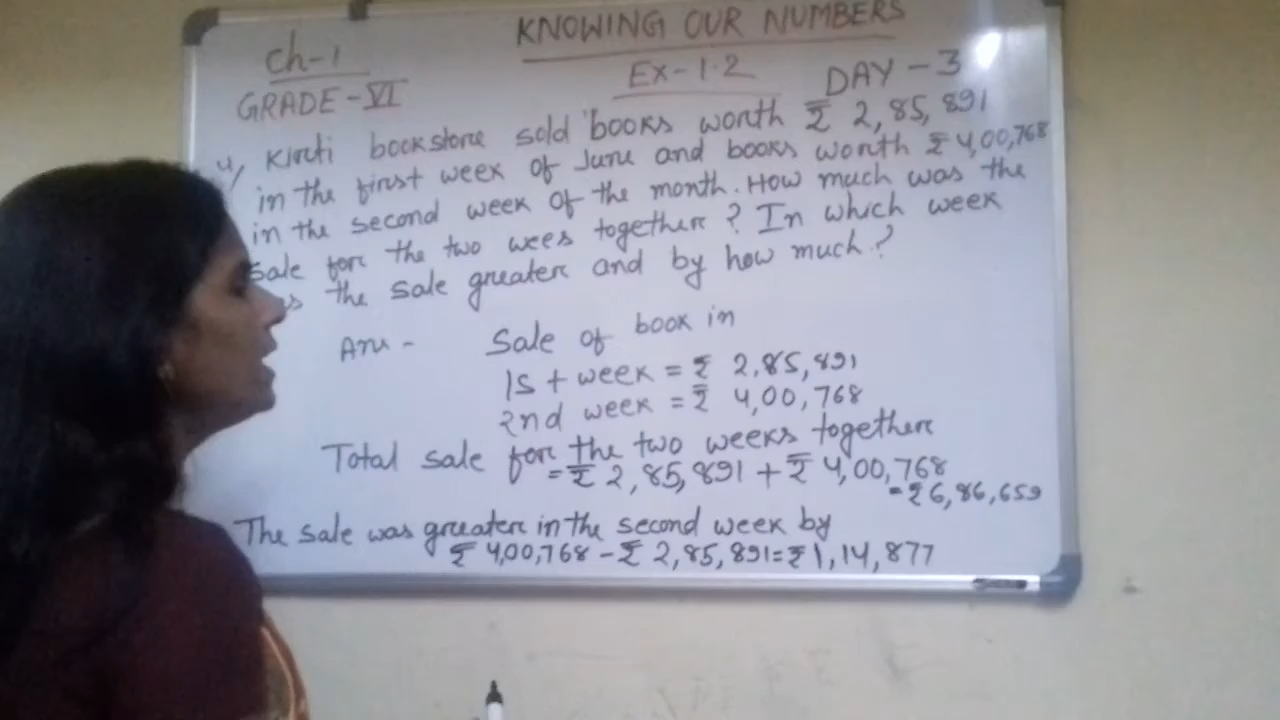 KNOWING OUR NUMBERS
Ch-1
Ex-1.2
DAY-3
GRADE-VI
4/ Kirti bookstore sold books worth ₹ 2,85,891
in the first week of June and books worth ₹ 4,00,768
in the second week of the month. How much was the
sale for the two wees together? In which week
the sale greater and by how much?
Ans - Sale of book in
1st week = ₹ 2,85,891
2nd week = ₹ 4,00,768
Total sale for the two weeks together
= ₹ 2,85,891 + ₹ 4,00,768
= ₹ 6,86,659
The sale was greater in the second week by
₹ 4,00,768 - ₹ 2,85,891 = ₹ 1,14,877